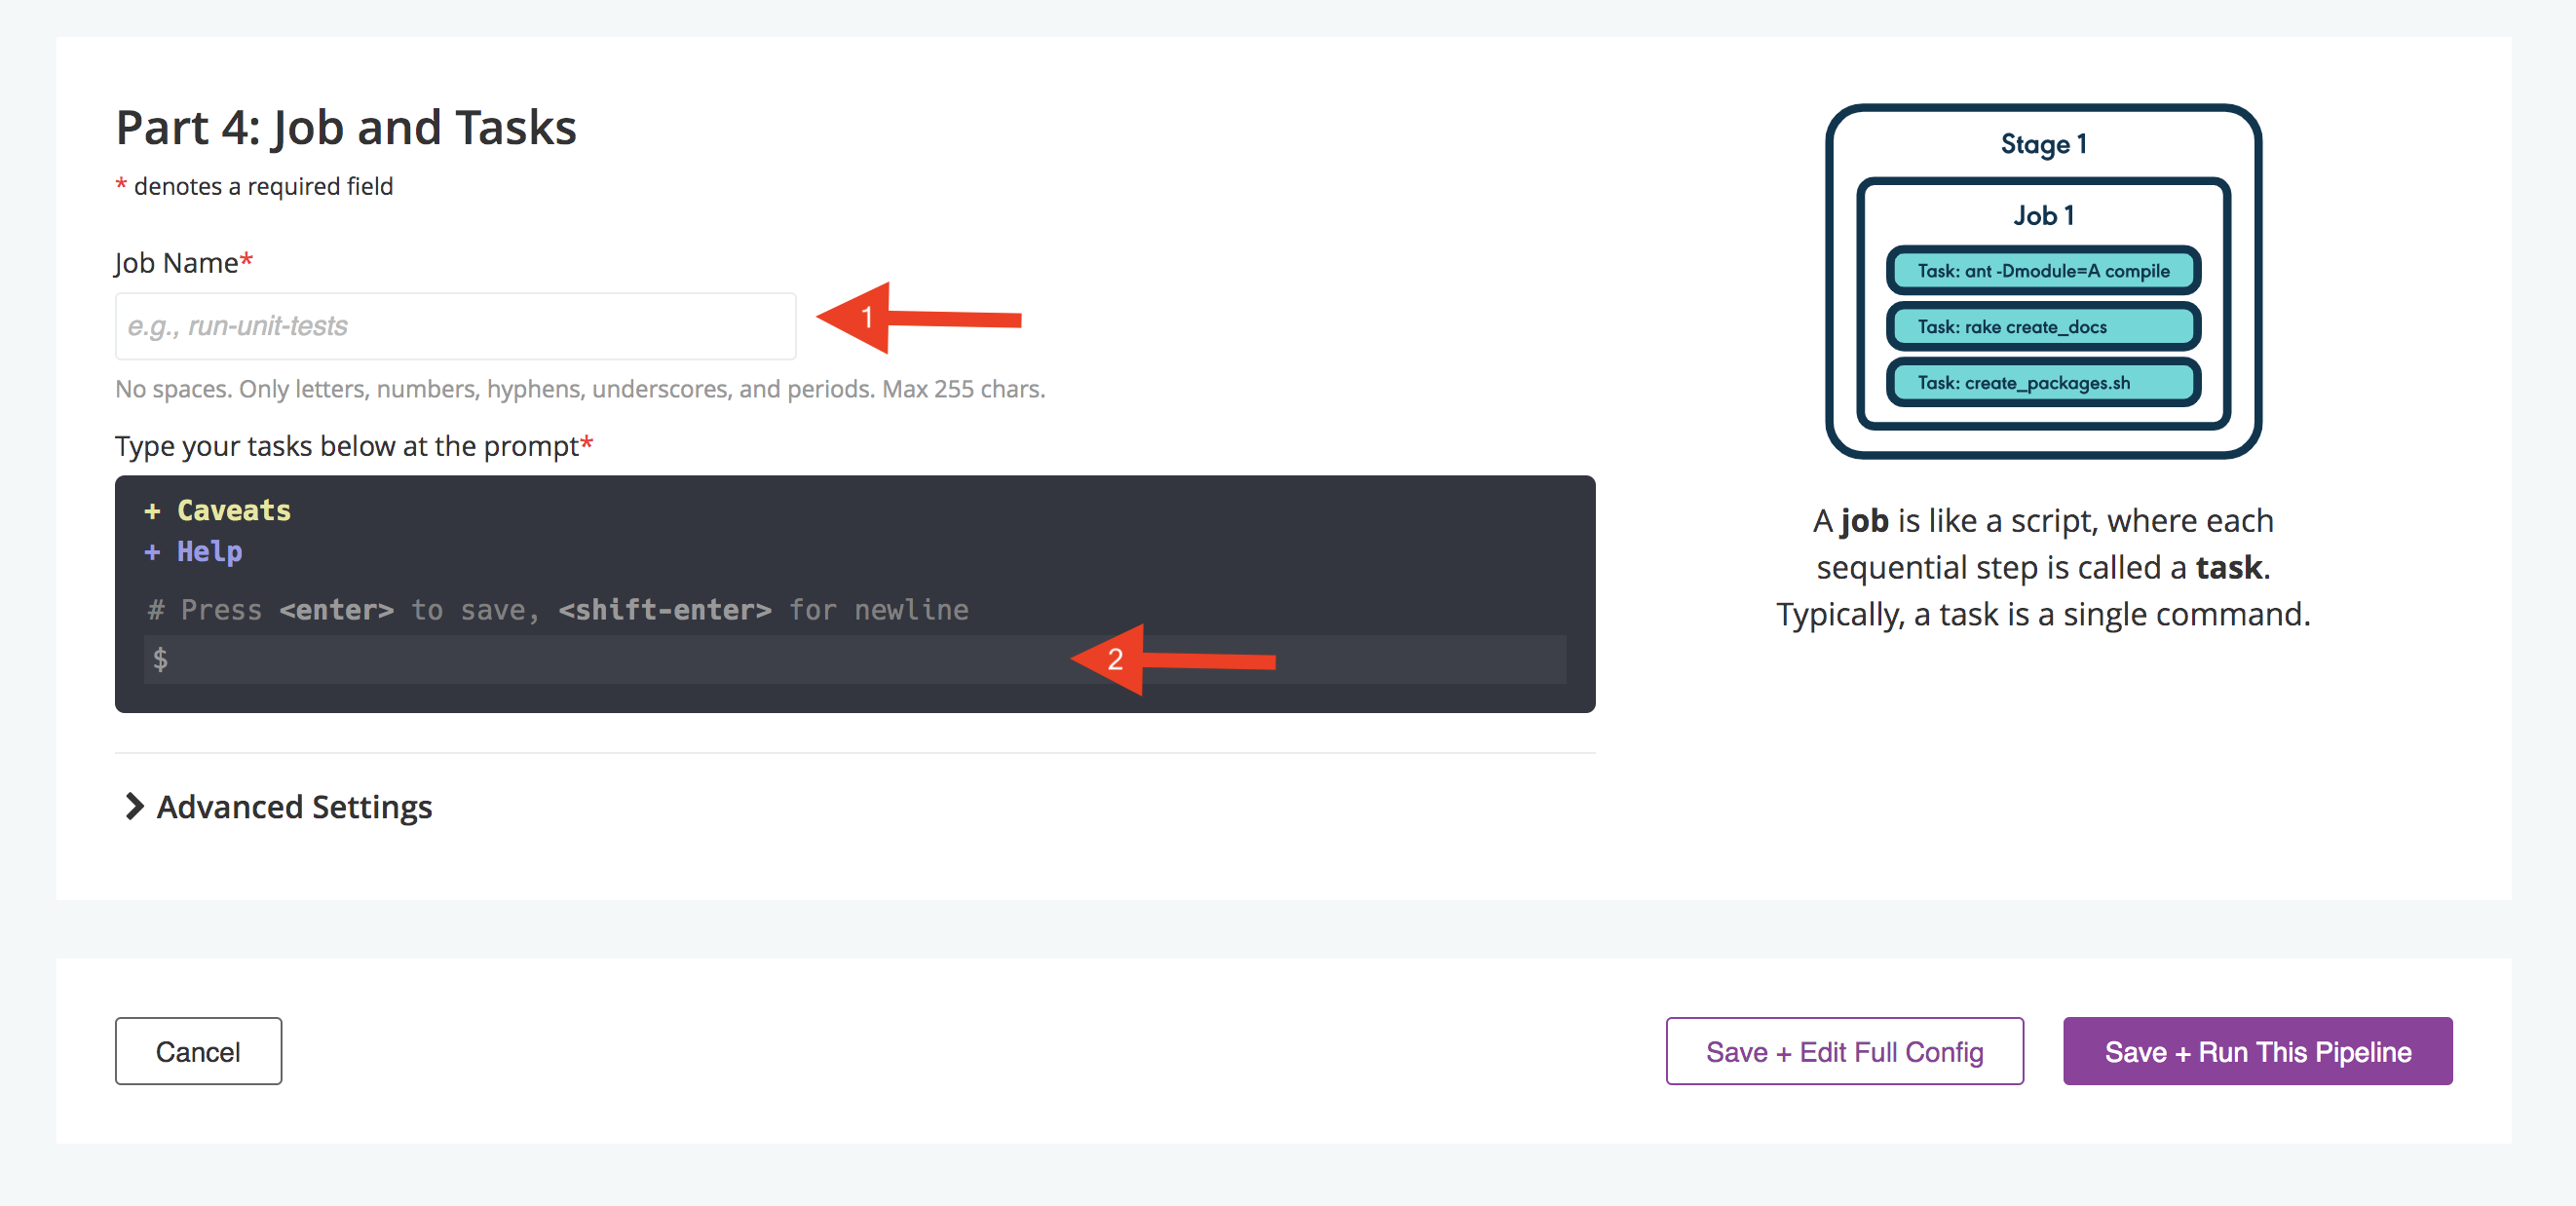 Part 4: Job and Tasks
* denotes a required field
Job Name*
e.g., run-unit-tests
1
No spaces. Only letters, numbers, hyphens, underscores, and periods. Max 255 chars.
Type your tasks below at the prompt*
+ Caveats
+ Help
# Press <enter> to save, <shift-enter> for newline
$
2
Advanced Settings
Stage 1
Job 1
Task: ant -Dmodule=A compile
Task: rake create_docs
Task: create_packages.sh
A job is like a script, where each
sequential step is called a task.
Typically, a task is a single command.
Cancel
Save + Edit Full Config
Save + Run This Pipeline